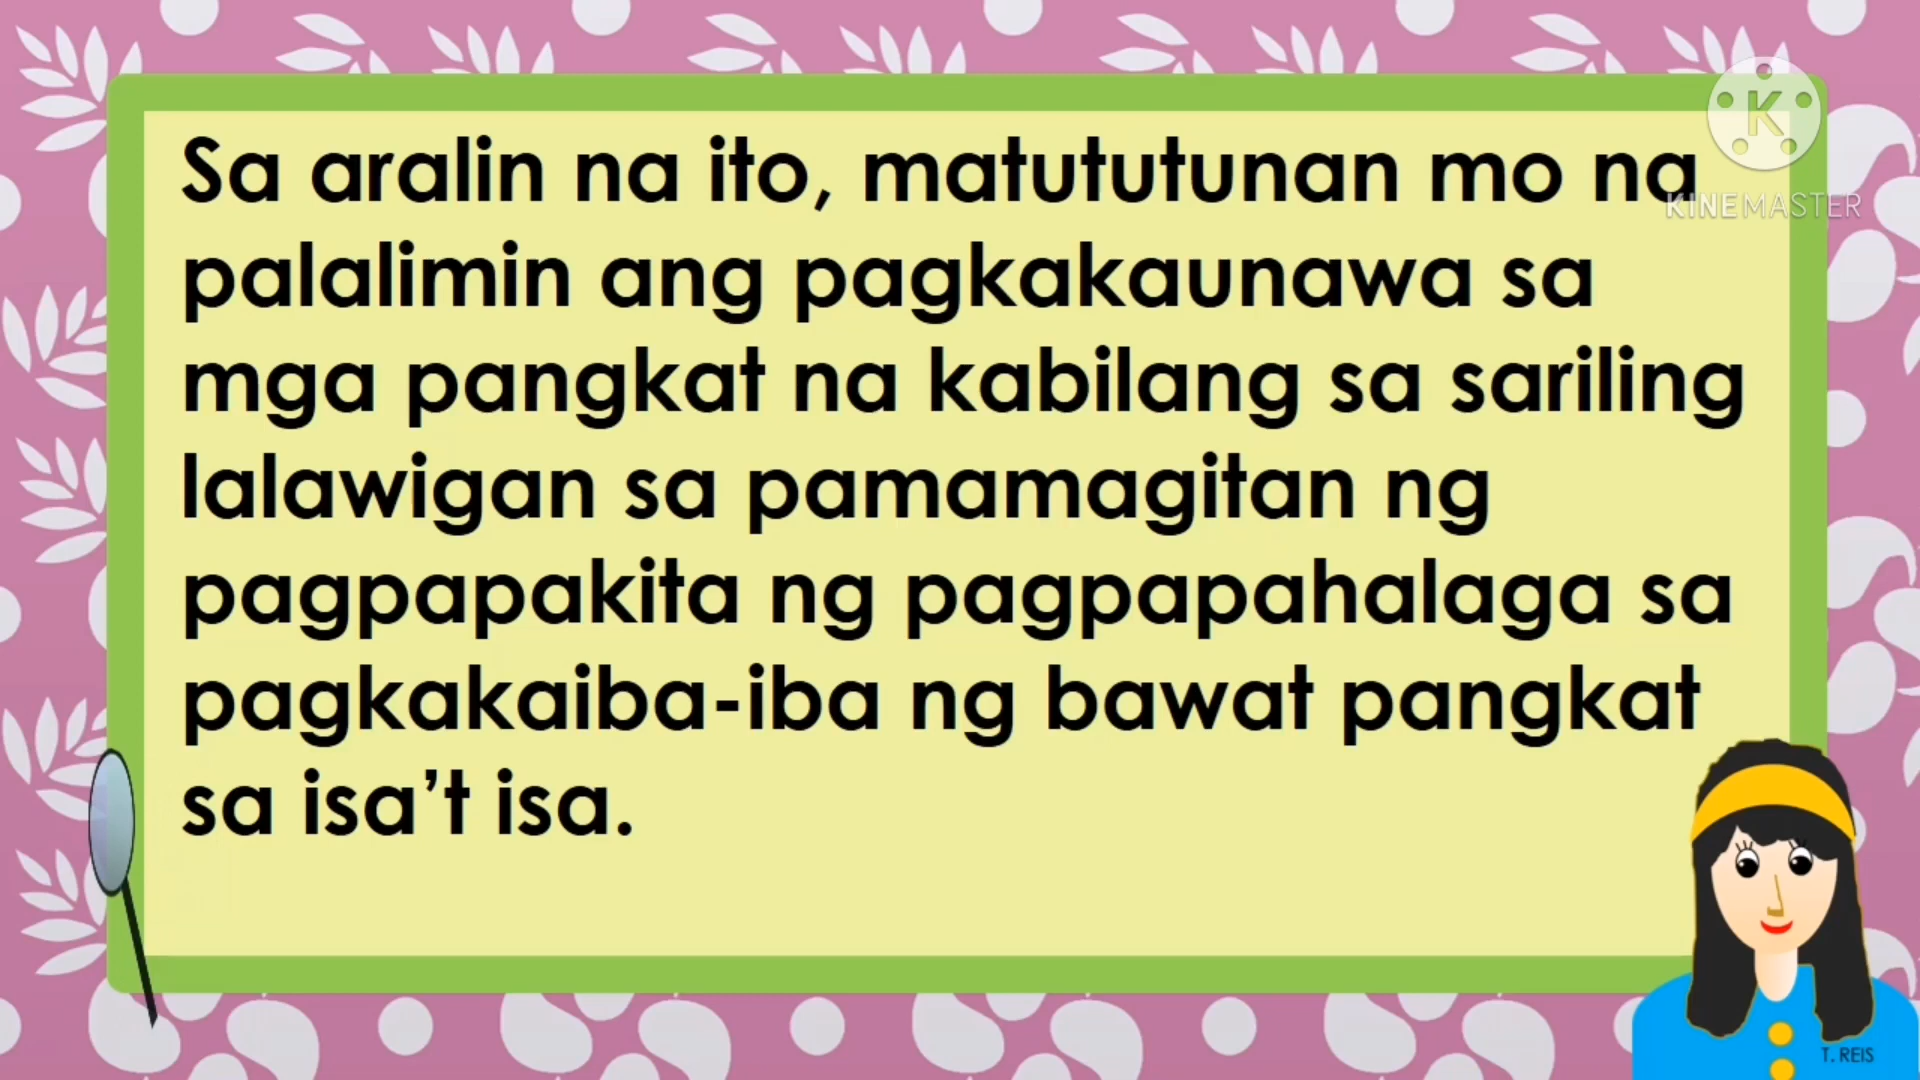 Sa aralin na ito, matututunan mo na
palalimin ang pagkakaunawa sa
mga pangkat na kabilang sa sariling
lalawigan sa pamamagitan ng
pagpapakita ng pagpapahalaga sa
pagkakaiba-iba ng bawat pangkat
sa isa’t isa.
K
KINEMASTER
T. REIS